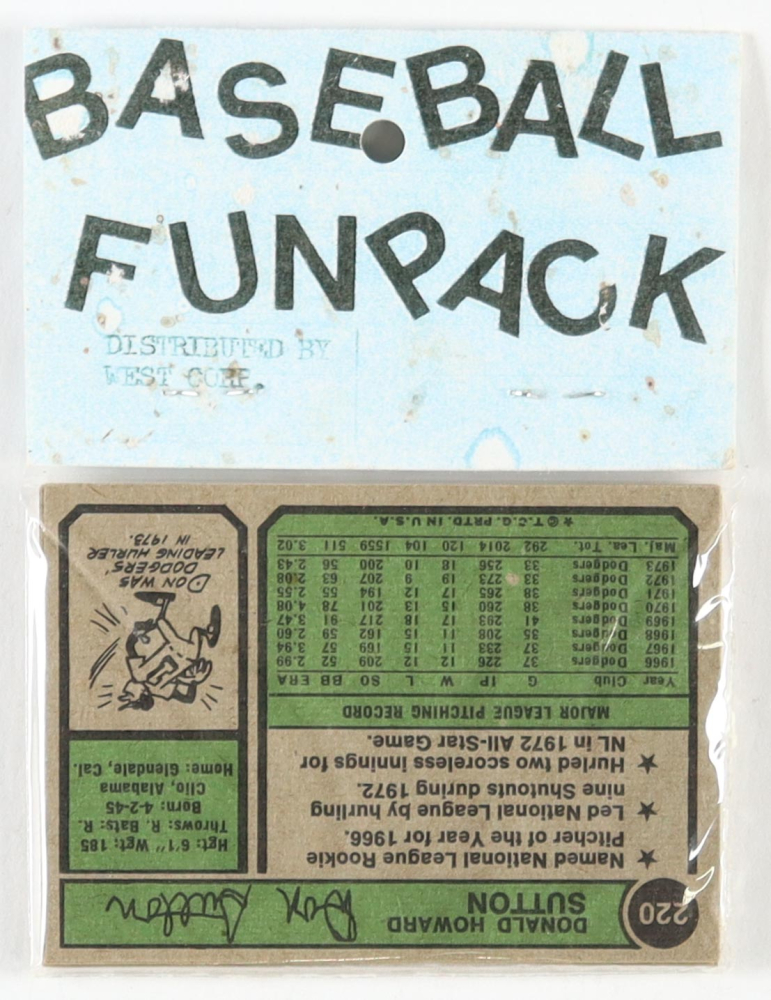 BASEBALL
FUNPACK
DISTRIBUTED BY
WEST CORP.
220
DONALD HOWARD
SUTTON
Don Sutton
★ Named National League Rookie
Pitcher of the Year for 1966.
★ Led National League by hurling
nine Shutouts during 1972.
★ Hurled two scoreless innings for
NL in 1972 All-Star Game.
Hgt: 6'1" Wgt: 185
Throws: R. Bats: R.
Born: 4-2-45
Clio, Alabama
Home: Glendale, Cal.
MAJOR LEAGUE PITCHING RECORD
Year Club G IP W L SO BB ERA
1966 Dodgers 37 226 12 12 209 52 2.99
1967 Dodgers 37 233 11 15 169 57 3.94
1968 Dodgers 35 208 11 15 162 59 2.60
1969 Dodgers 41 293 17 18 217 91 3.47
1970 Dodgers 38 260 15 13 201 78 4.08
1971 Dodgers 38 265 17 12 194 55 2.55
1972 Dodgers 33 273 19 9 207 63 2.08
1973 Dodgers 33 256 18 10 200 56 2.43
Maj. Lea. Tot. 292 2014 120 104 1559 511 3.02
★ © T.C.G. PRTD. IN U.S.A.
DON WAS
DODGERS'
LEADING HURLER
IN 1973.